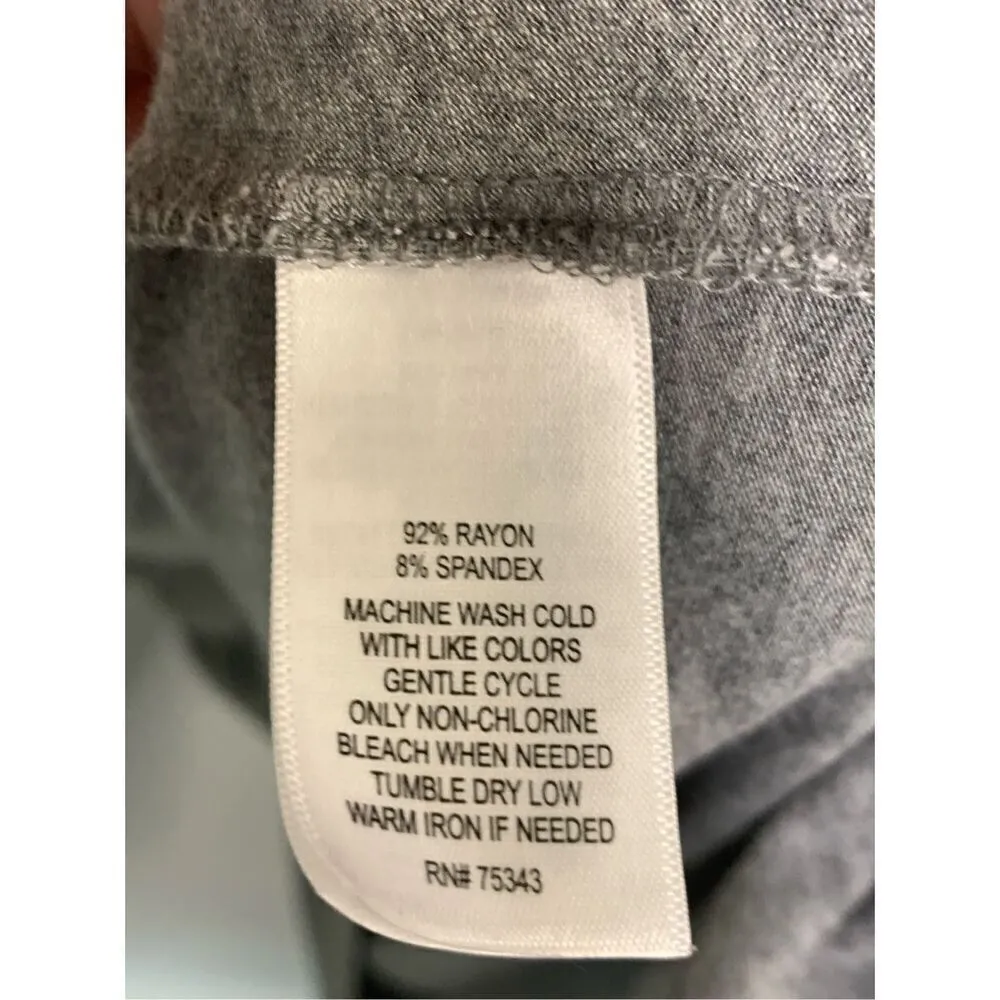 92% RAYON
8% SPANDEX
MACHINE WASH COLD
WITH LIKE COLORS
GENTLE CYCLE
ONLY NON-CHLORINE
BLEACH WHEN NEEDED
TUMBLE DRY LOW
WARM IRON IF NEEDED
RN# 75343